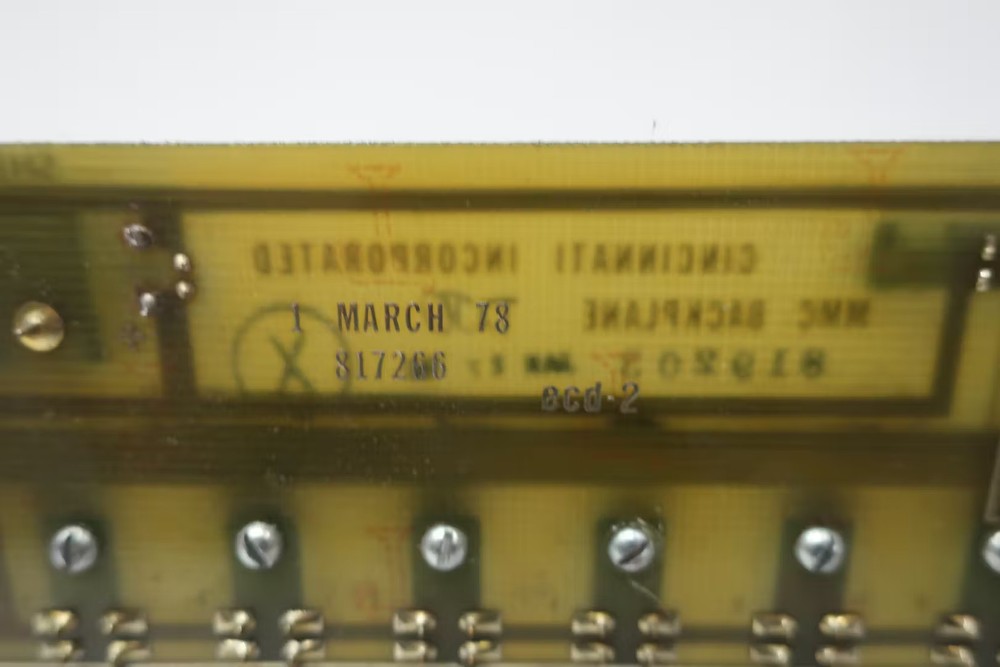 CINCINNATI INCORPORATED
MMC BACKPLANE
1 MARCH 78
817266
ecd-2